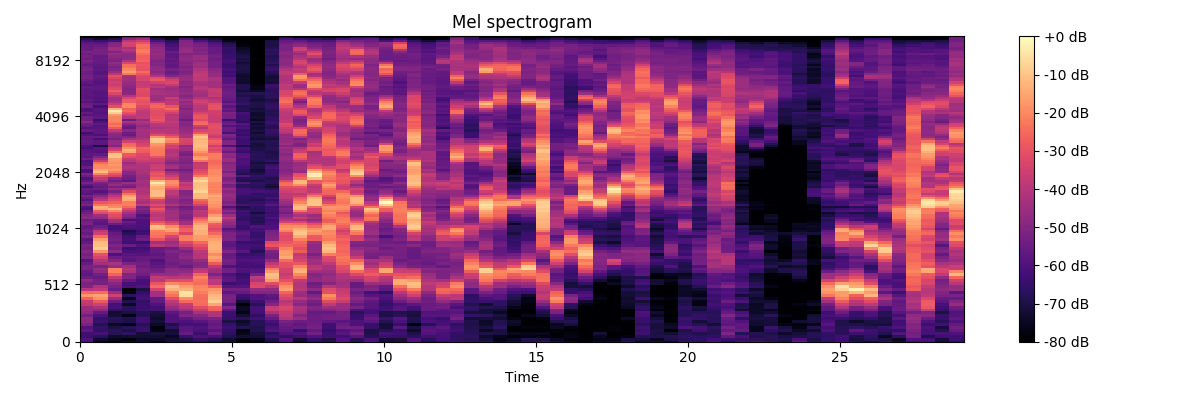 Mel spectrogram
8192
4096
2048
1024
512
0
Hz
0 5 10 15 20 25
Time
+0 dB
-10 dB
-20 dB
-30 dB
-40 dB
-50 dB
-60 dB
-70 dB
-80 dB